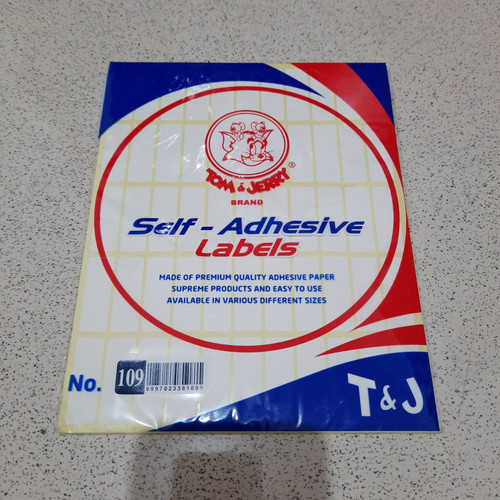 TOM & JERRY ®
BRAND
Self - Adhesive
Labels
MADE OF PREMIUM QUALITY ADHESIVE PAPER
SUPREME PRODUCTS AND EASY TO USE
AVAILABLE IN VARIOUS DIFFERENT SIZES
No. 109
T & J